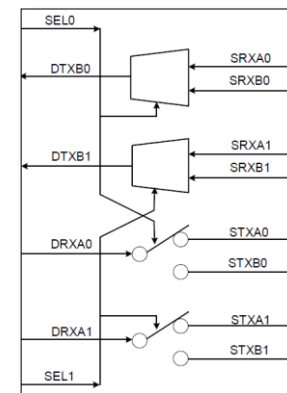 SEL0
DTXB0
SRXA0
SRXB0
DTXB1
SRXA1
SRXB1
DRXA0
STXA0
STXB0
DRXA1
STXA1
STXB1
SEL1